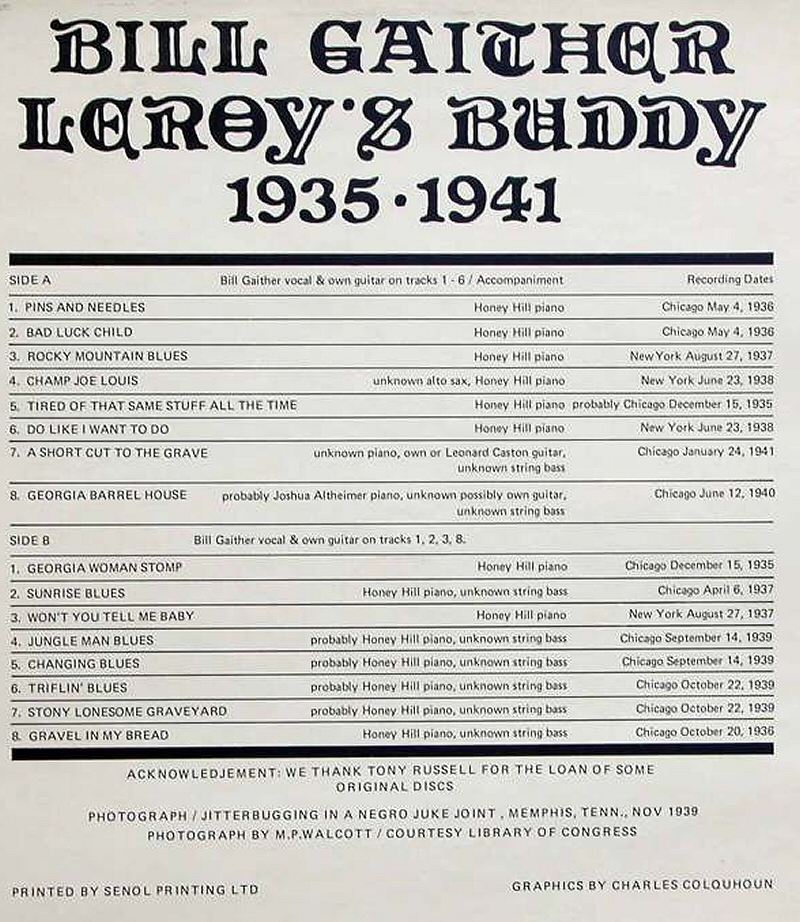 BILL GAITHER
LEROY'S BUDDY
1935·1941
SIDE A Bill Gaither vocal & own guitar on tracks 1 - 6 / Accompaniment Recording Dates
1. PINS AND NEEDLES Honey Hill piano Chicago May 4, 1936
2. BAD LUCK CHILD Honey Hill piano Chicago May 4, 1936
3. ROCKY MOUNTAIN BLUES Honey Hill piano New York August 27, 1937
4. CHAMP JOE LOUIS unknown alto sax, Honey Hill piano New York June 23, 1938
5. TIRED OF THAT SAME STUFF ALL THE TIME Honey Hill piano probably Chicago December 15, 1935
6. DO LIKE I WANT TO DO Honey Hill piano New York June 23, 1938
7. A SHORT CUT TO THE GRAVE unknown piano, own or Leonard Caston guitar, Chicago January 24, 1941
unknown string bass
8. GEORGIA BARREL HOUSE probably Joshua Altheimer piano, unknown possibly own guitar, Chicago June 12, 1940
unknown string bass
SIDE B Bill Gaither vocal & own guitar on tracks 1, 2, 3, 8.
1. GEORGIA WOMAN STOMP Honey Hill piano Chicago December 15, 1935
2. SUNRISE BLUES Honey Hill piano, unknown string bass Chicago April 6, 1937
3. WON'T YOU TELL ME BABY Honey Hill piano New York August 27, 1937
4. JUNGLE MAN BLUES probably Honey Hill piano, unknown string bass Chicago September 14, 1939
5. CHANGING BLUES probably Honey Hill piano, unknown string bass Chicago September 14, 1939
6. TRIFLIN' BLUES probably Honey Hill piano, unknown string bass Chicago October 22, 1939
7. STONY LONESOME GRAVEYARD probably Honey Hill piano, unknown string bass Chicago October 22, 1939
8. GRAVEL IN MY BREAD Honey Hill piano, unknown string bass Chicago October 20, 1936
ACKNOWLEDJEMENT: WE THANK TONY RUSSELL FOR THE LOAN OF SOME
ORIGINAL DISCS
PHOTOGRAPH / JITTERBUGGING IN A NEGRO JUKE JOINT , MEMPHIS, TENN., NOV 1939
PHOTOGRAPH BY M.P.WALCOTT / COURTESY LIBRARY OF CONGRESS
PRINTED BY SENOL PRINTING LTD GRAPHICS BY CHARLES COLQUHOUN